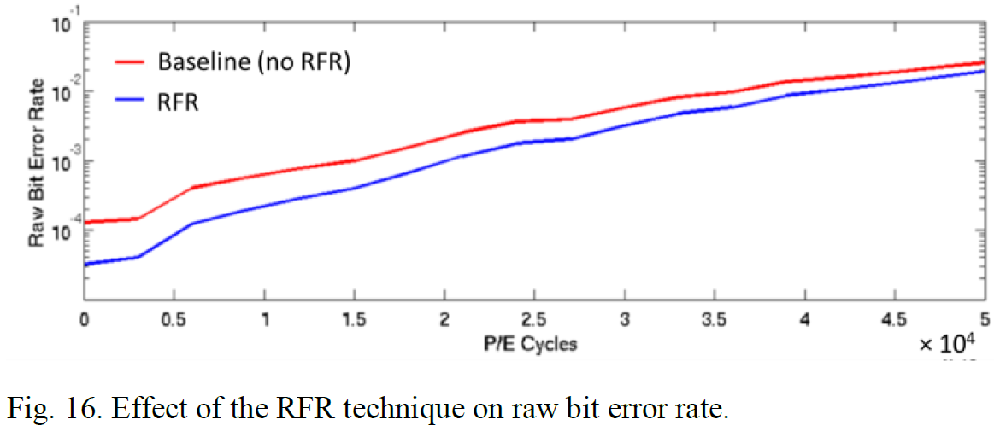 10^-1
Baseline (no RFR)
10^-2
RFR
10^-3
10^-4
Raw Bit Error Rate
0 0.5 1 1.5 2 2.5 3 3.5 4 4.5 5
P/E Cycles
× 10^4
Fig. 16. Effect of the RFR technique on raw bit error rate.